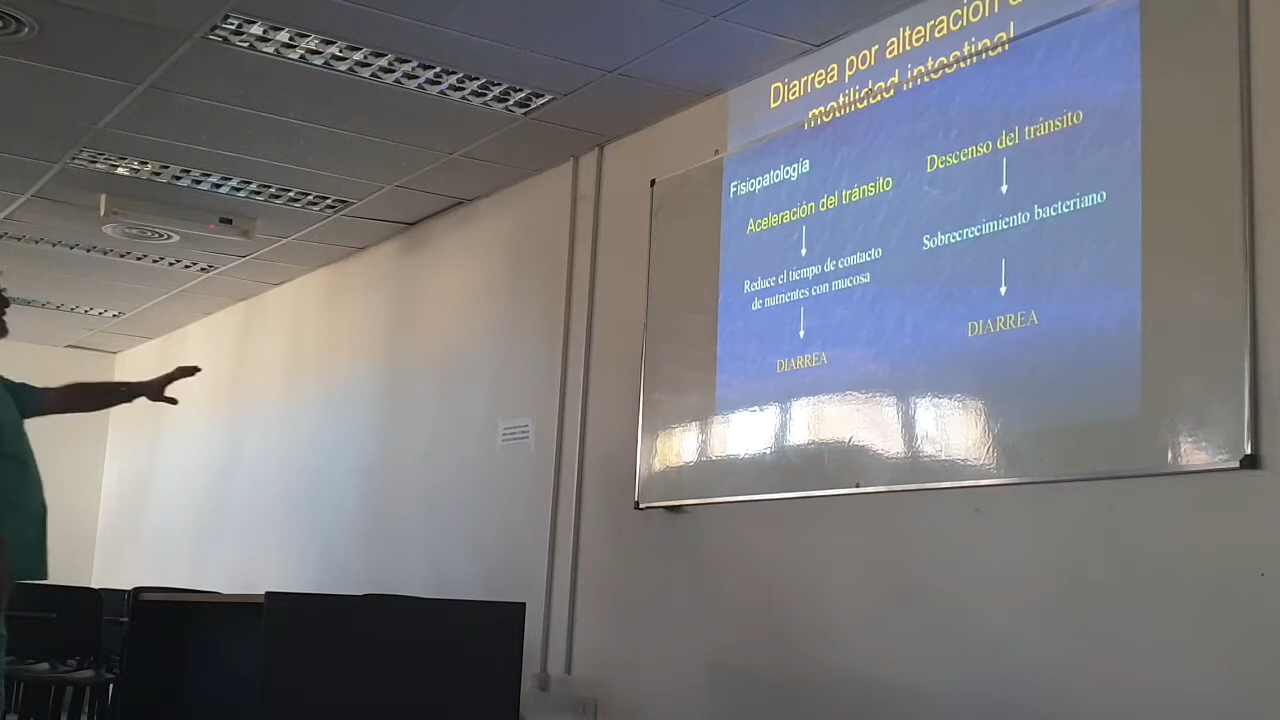 Diarrea por alteración
motilidad intestinal
Fisiopatología
Aceleración del tránsito
Reduce el tiempo de contacto
de nutrientes con mucosa
DIARREA
Descenso del tránsito
Sobrecrecimiento bacteriano
DIARREA